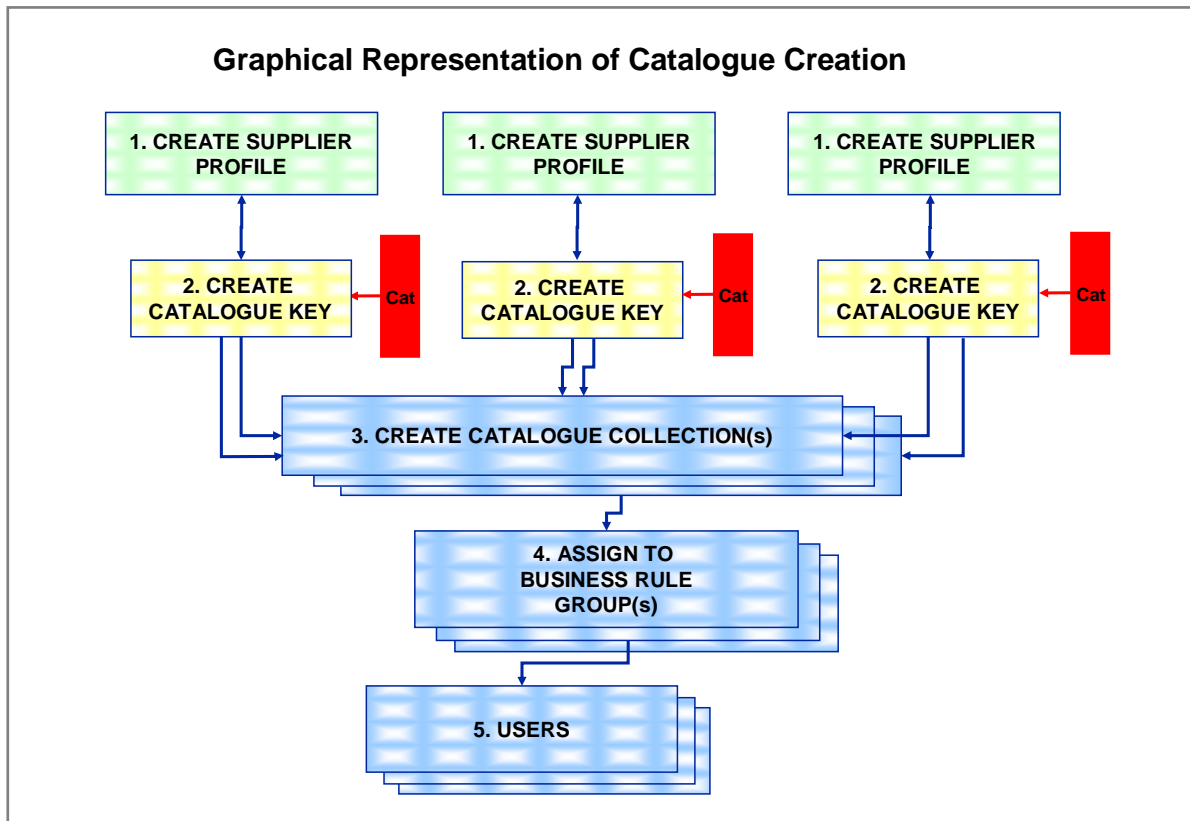 Graphical Representation of Catalogue Creation
1. CREATE SUPPLIER
PROFILE
1. CREATE SUPPLIER
PROFILE
1. CREATE SUPPLIER
PROFILE
2. CREATE
CATALOGUE KEY
Cat
2. CREATE
CATALOGUE KEY
Cat
2. CREATE
CATALOGUE KEY
Cat
3. CREATE CATALOGUE COLLECTION(s)
4. ASSIGN TO
BUSINESS RULE
GROUP(s)
5. USERS